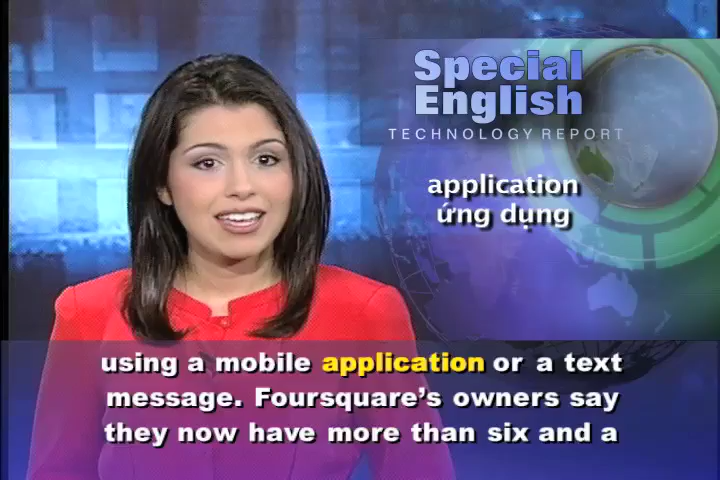 Special
English
TECHNOLOGY REPORT
application
ứng dụng
using a mobile application or a text
message. Foursquare's owners say
they now have more than six and a